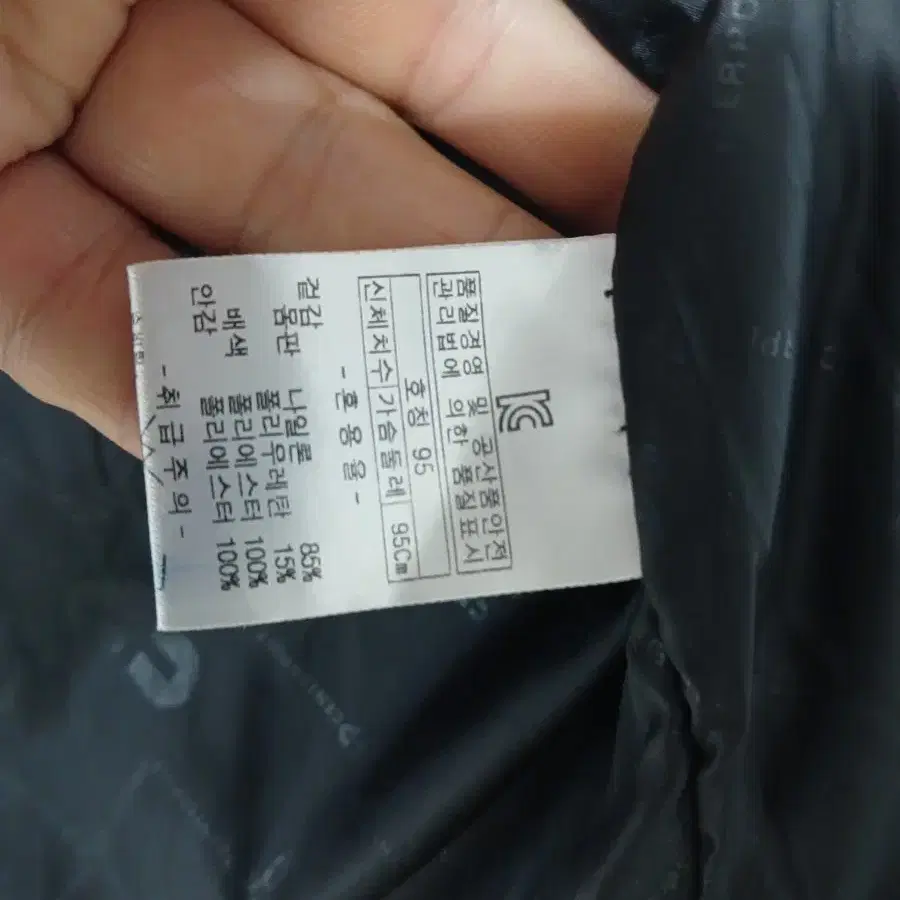 품질경영 및 공산품안전
관리법에 의한 품질표시
호칭 95
신체치수 가슴둘레 95Cm
- 혼용율 -
겉감
몸판 나일론 85%
폴리우레탄 15%
배색 폴리에스터 100%
안감 폴리에스터 100%
- 취급주의 -